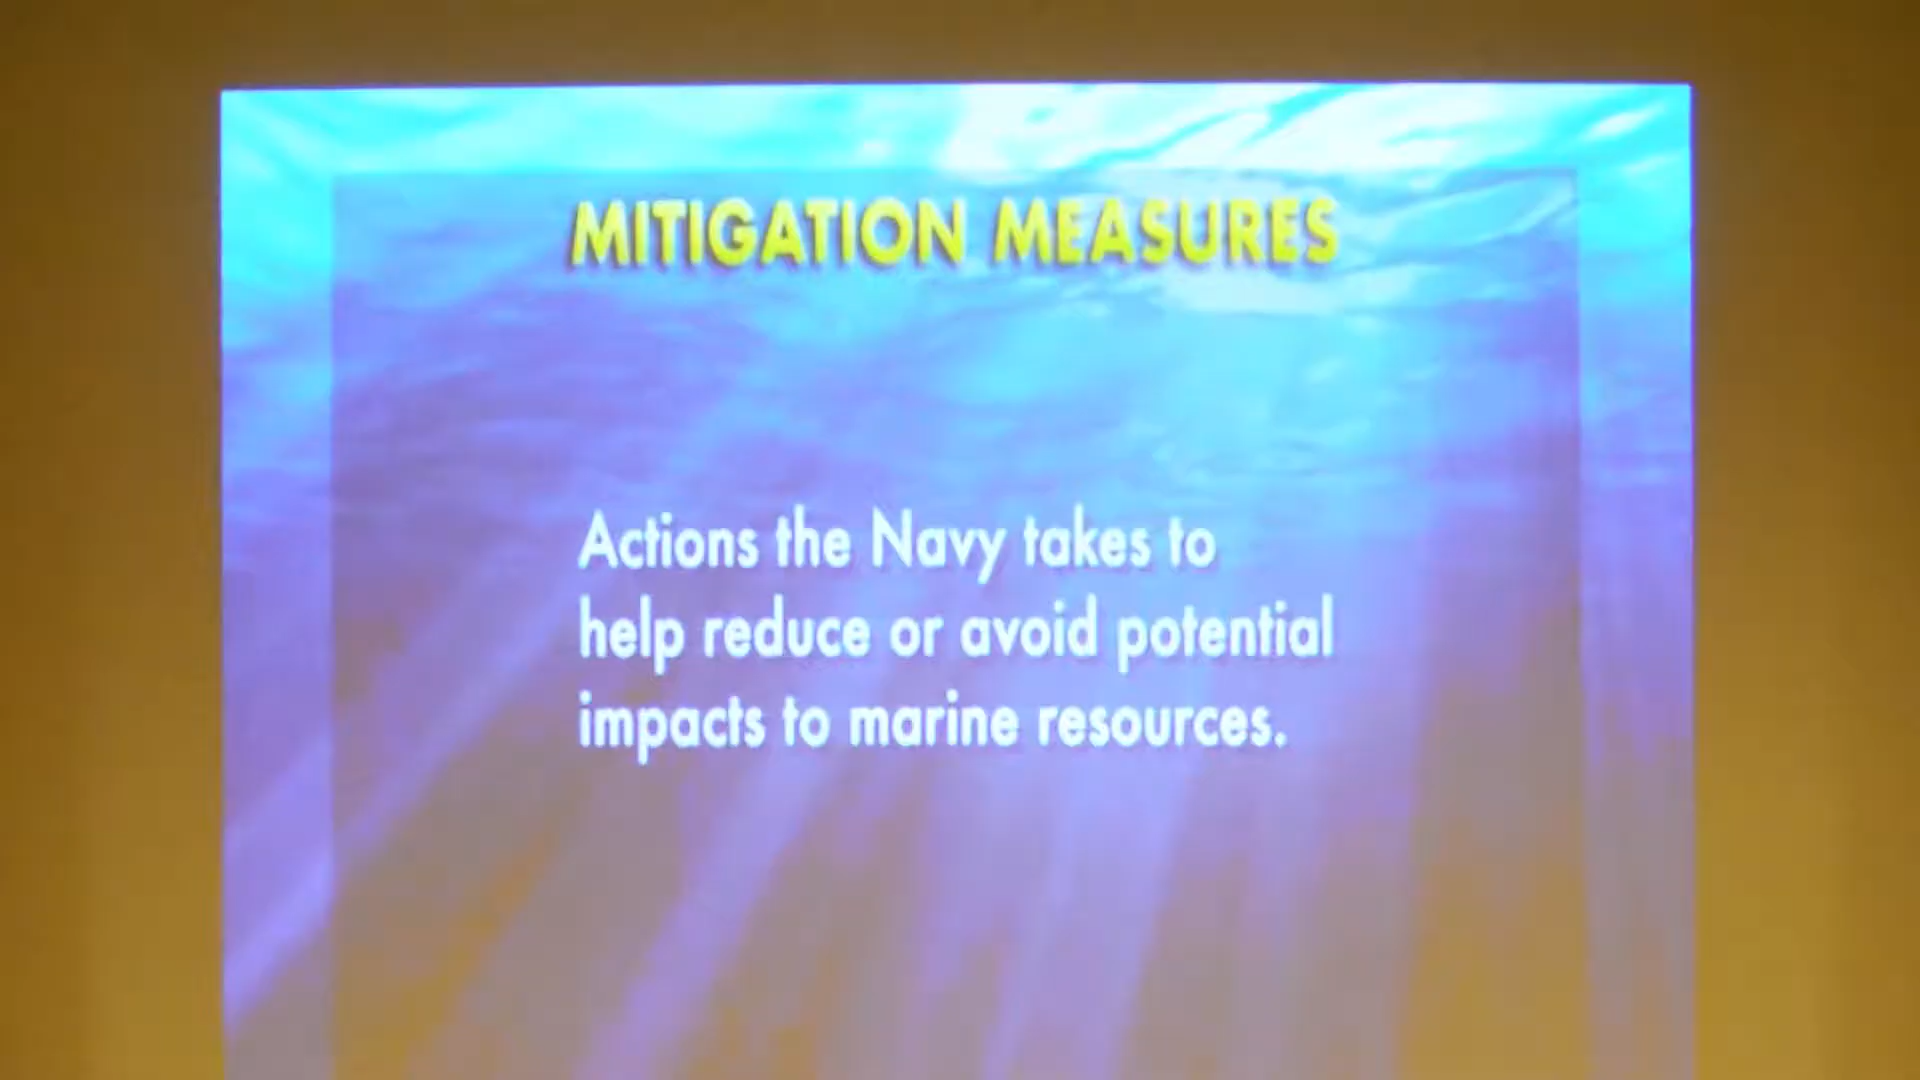 MITIGATION MEASURES
Actions the Navy takes to
help reduce or avoid potential
impacts to marine resources.